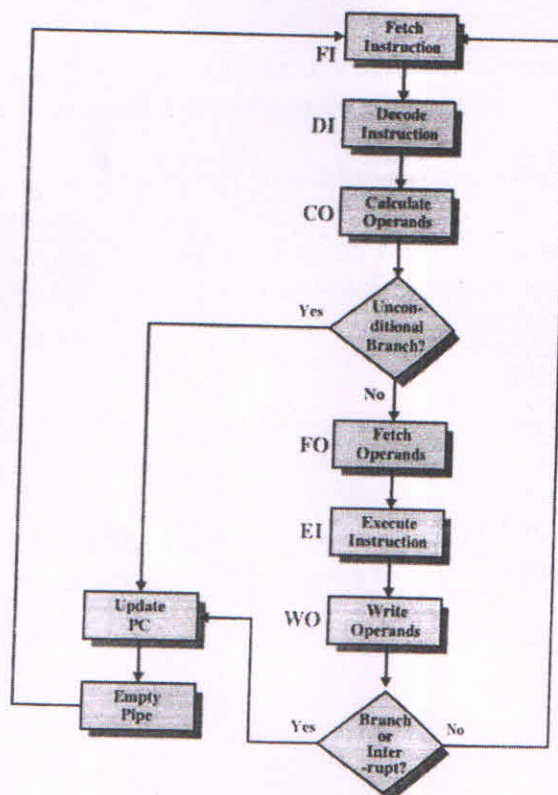 Fetch
Instruction
FI
Decode
Instruction
DI
Calculate
Operands
CO
Yes
Uncon-
ditional
Branch?
No
Fetch
Operands
FO
Execute
Instruction
EI
Write
Operands
WO
Update
PC
Empty
Pipe
Yes
Branch
or
Inter
-rupt?
No